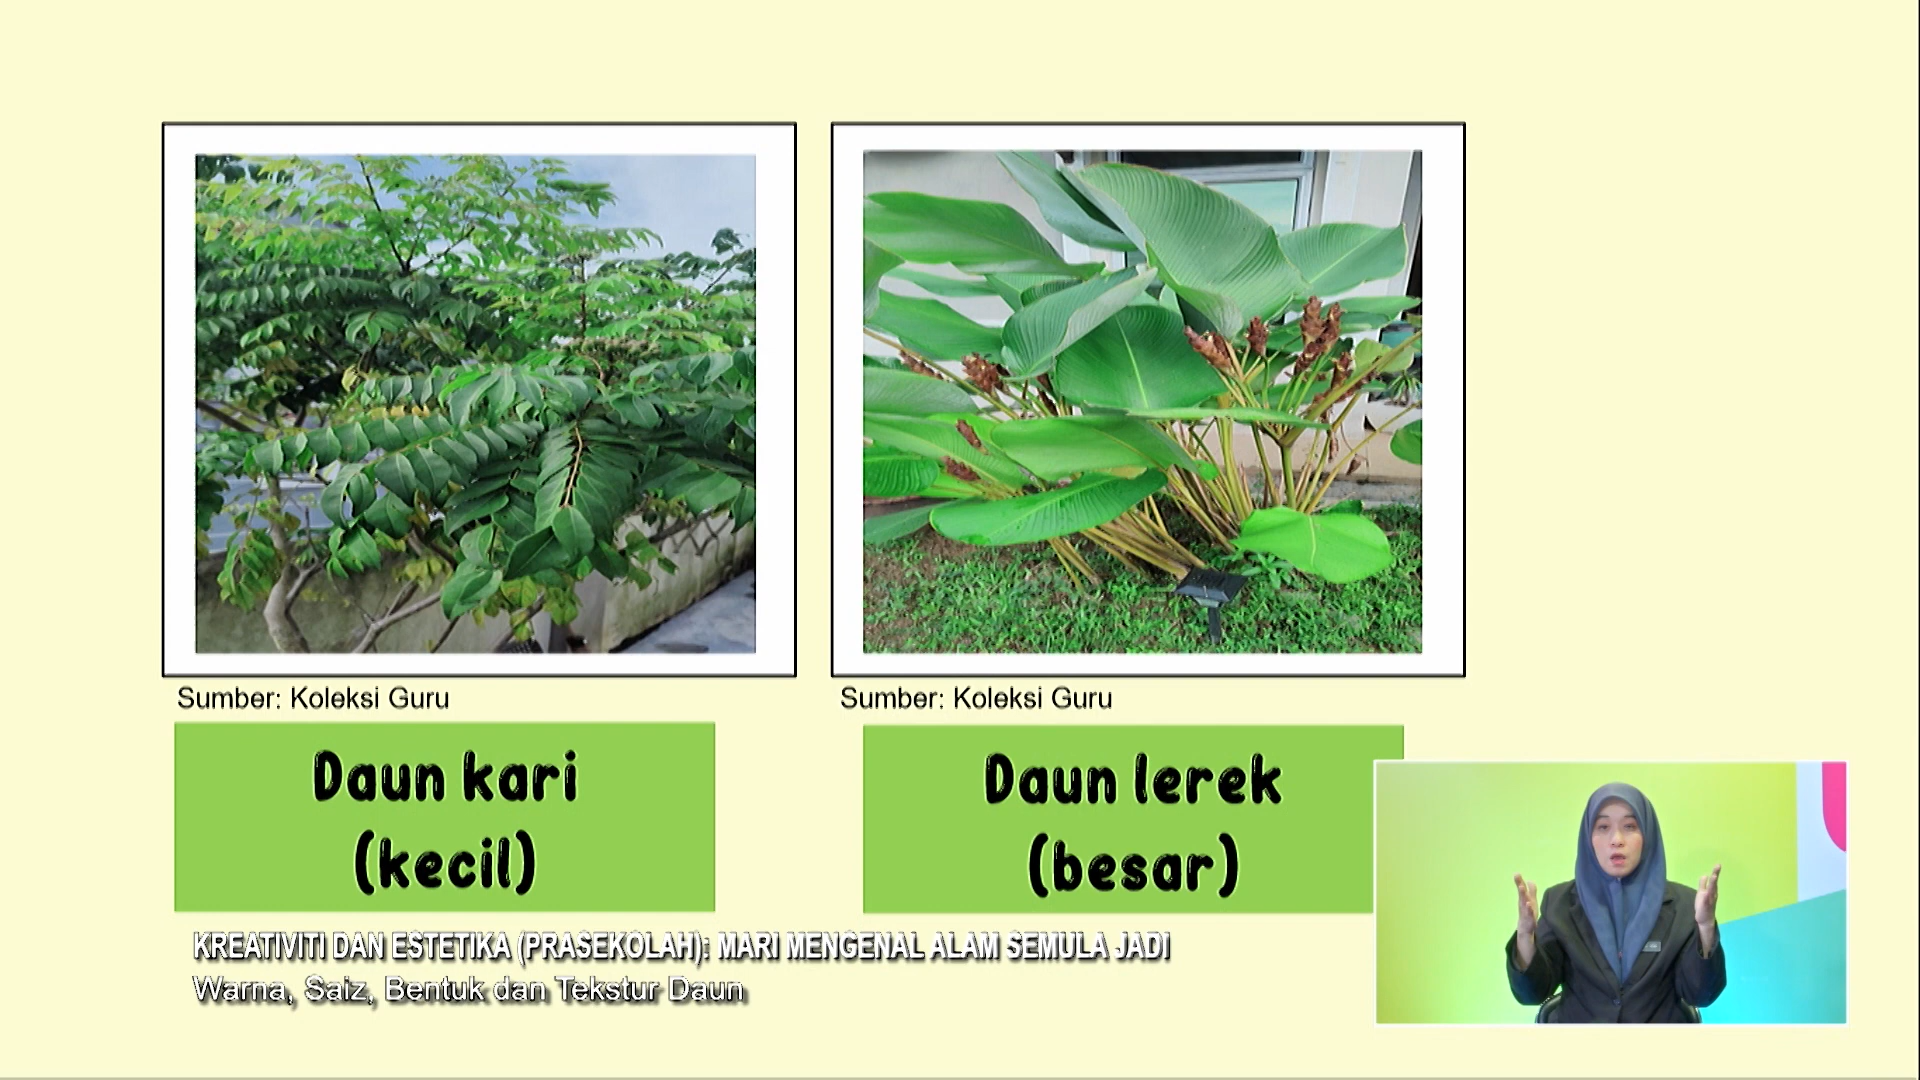 Sumber: Koleksi Guru
Sumber: Koleksi Guru
Daun kari
(kecil)
Daun lerek
(besar)
KREATIVITI DAN ESTETIKA (PRASEKOLAH): MARI MENGENAL ALAM SEMULA JADI
Warna, Saiz, Bentuk dan Tekstur Daun